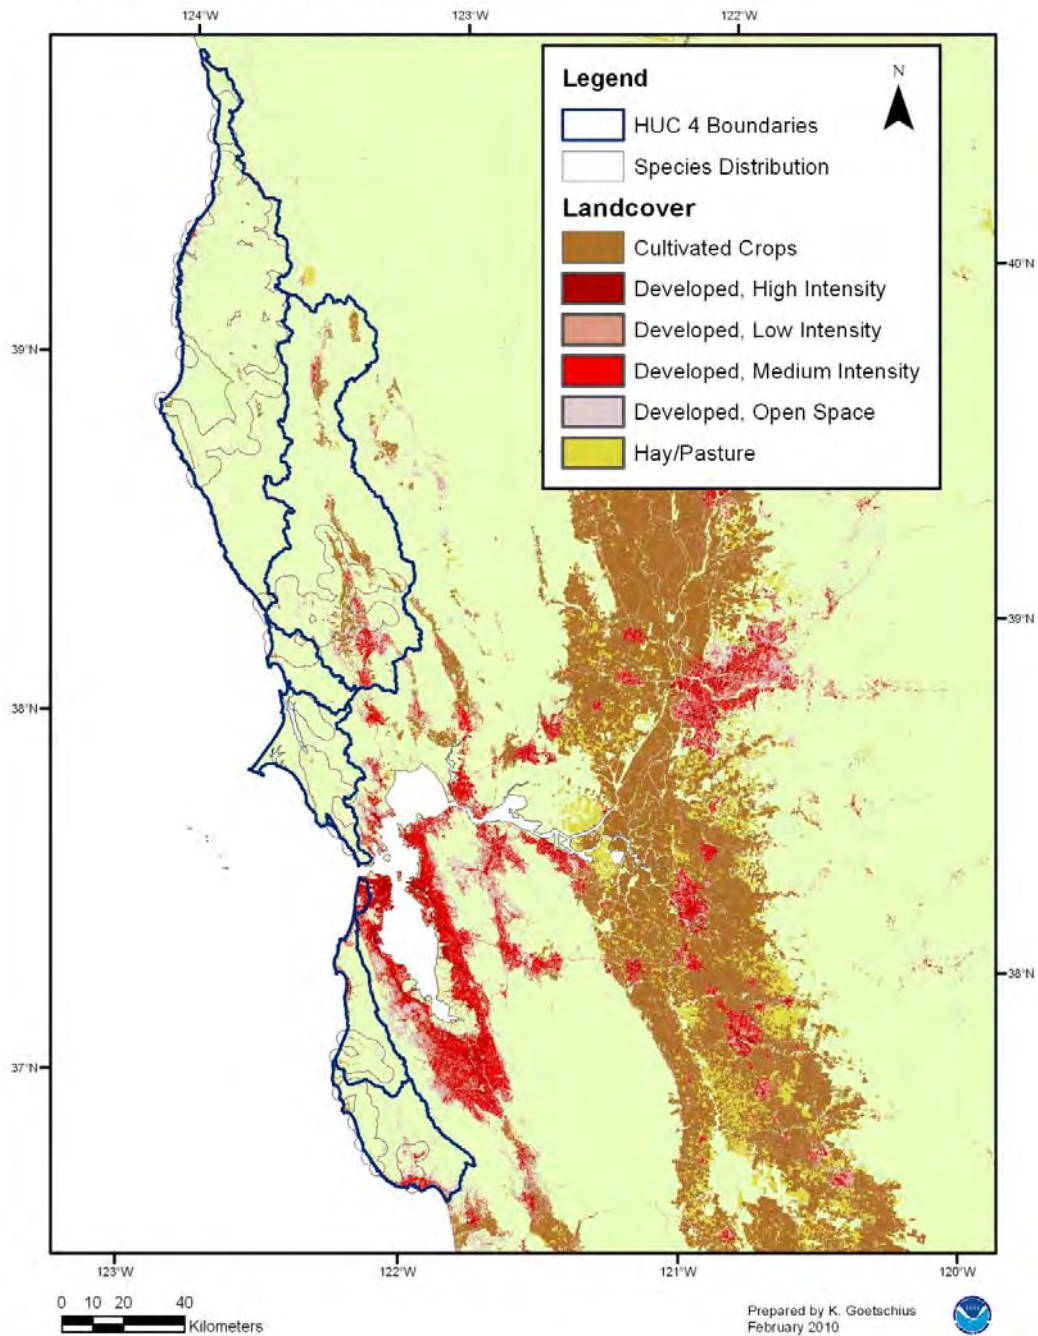 124°W 123°W 122°W
Legend
N
HUC 4 Boundaries
Species Distribution
Landcover
Cultivated Crops
Developed, High Intensity
Developed, Low Intensity
Developed, Medium Intensity
Developed, Open Space
Hay/Pasture
40°N
39°N
39°N
38°N
38°N
37°N
123°W 122°W 121°W 120°W
0 10 20 40
Kilometers
Prepared by K. Goetschius
February 2010